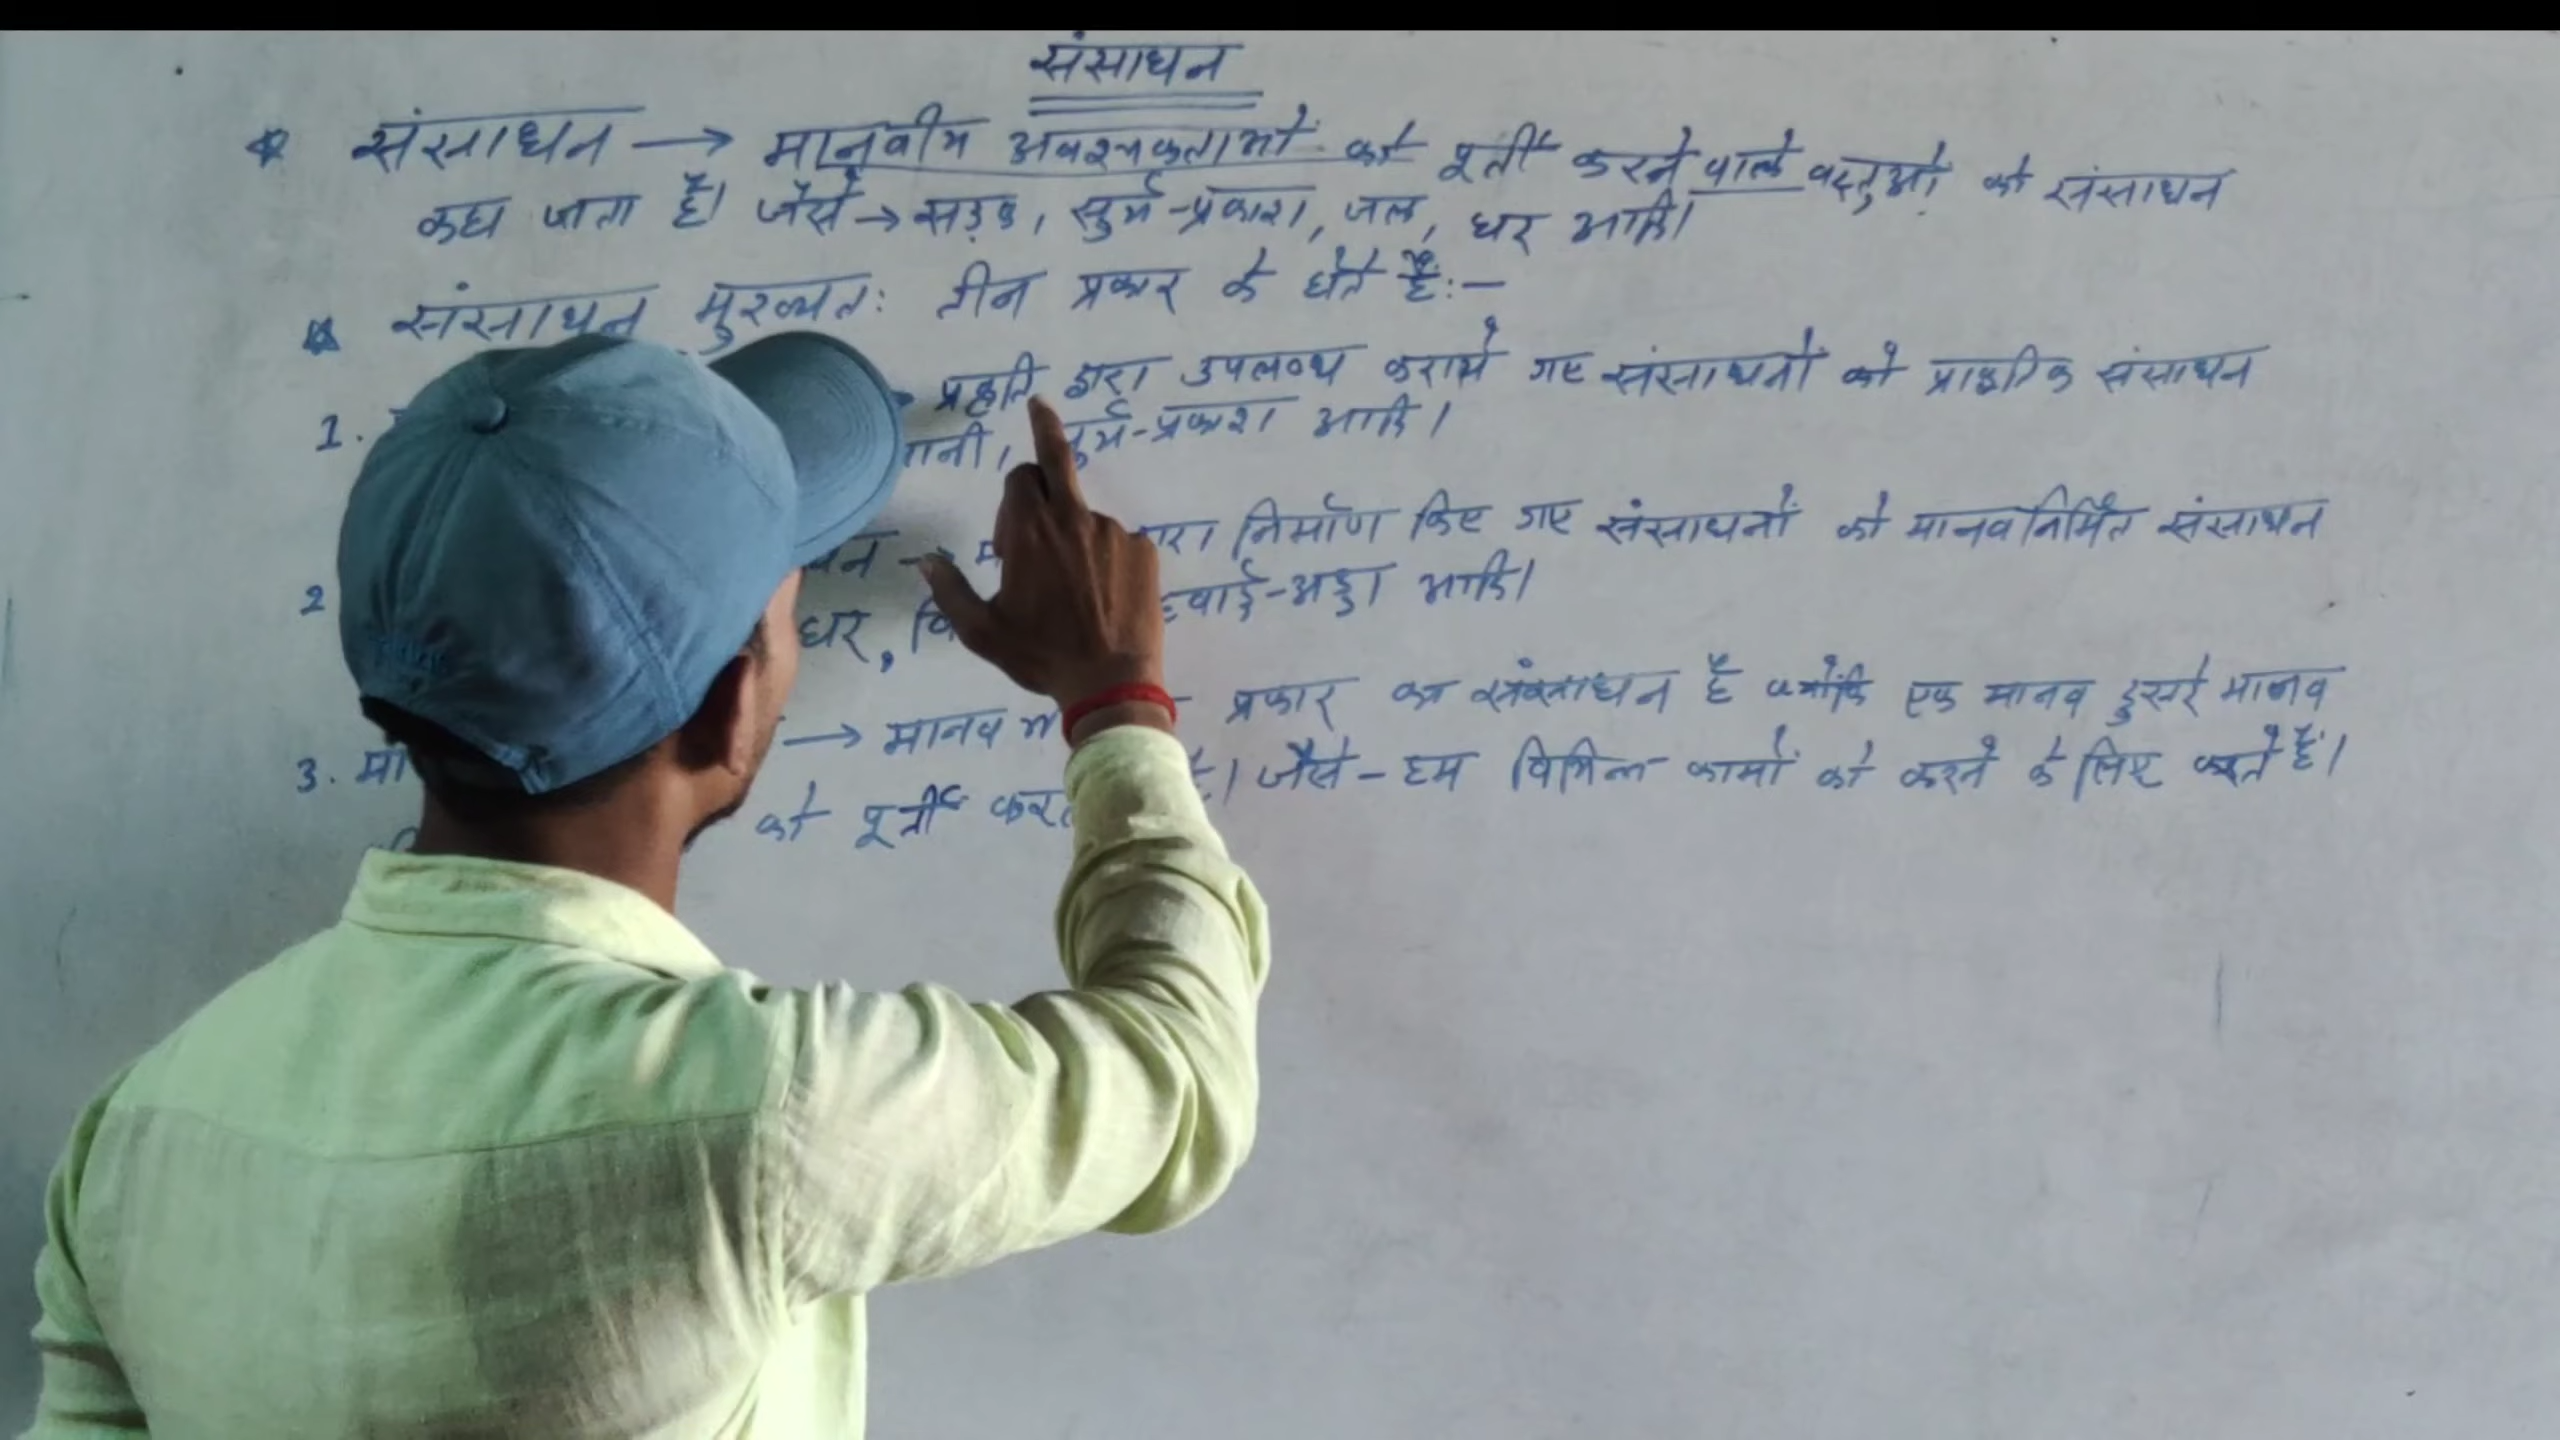 संसाधन
संसाधन → मानवीय अवश्यकताओं को पूर्ती करने वाले वस्तुओं को संसाधन
कहा जाता है। जैसे → सड़क, सुर्य-प्रकाश, जल, घर आदि।
संसाधन मुख्यतः तीन प्रकार के होते हैं:-
1. प्रकृति द्वारा उपलब्ध कराये गए संसाधनों को प्राकृतिक संसाधन
सुर्य-प्रकाश आदि।
2 → निर्माण किए गए संसाधनों को मानवनिर्मित संसाधन
घर, हवाई-अड्डा आदि।
3. → मानव प्रकार का संसाधन है क्योंकि एक मानव दुसरे मानव
को पूर्ती है। जैसे - हम विभिन्न कामों को करने के लिए करते हैं।